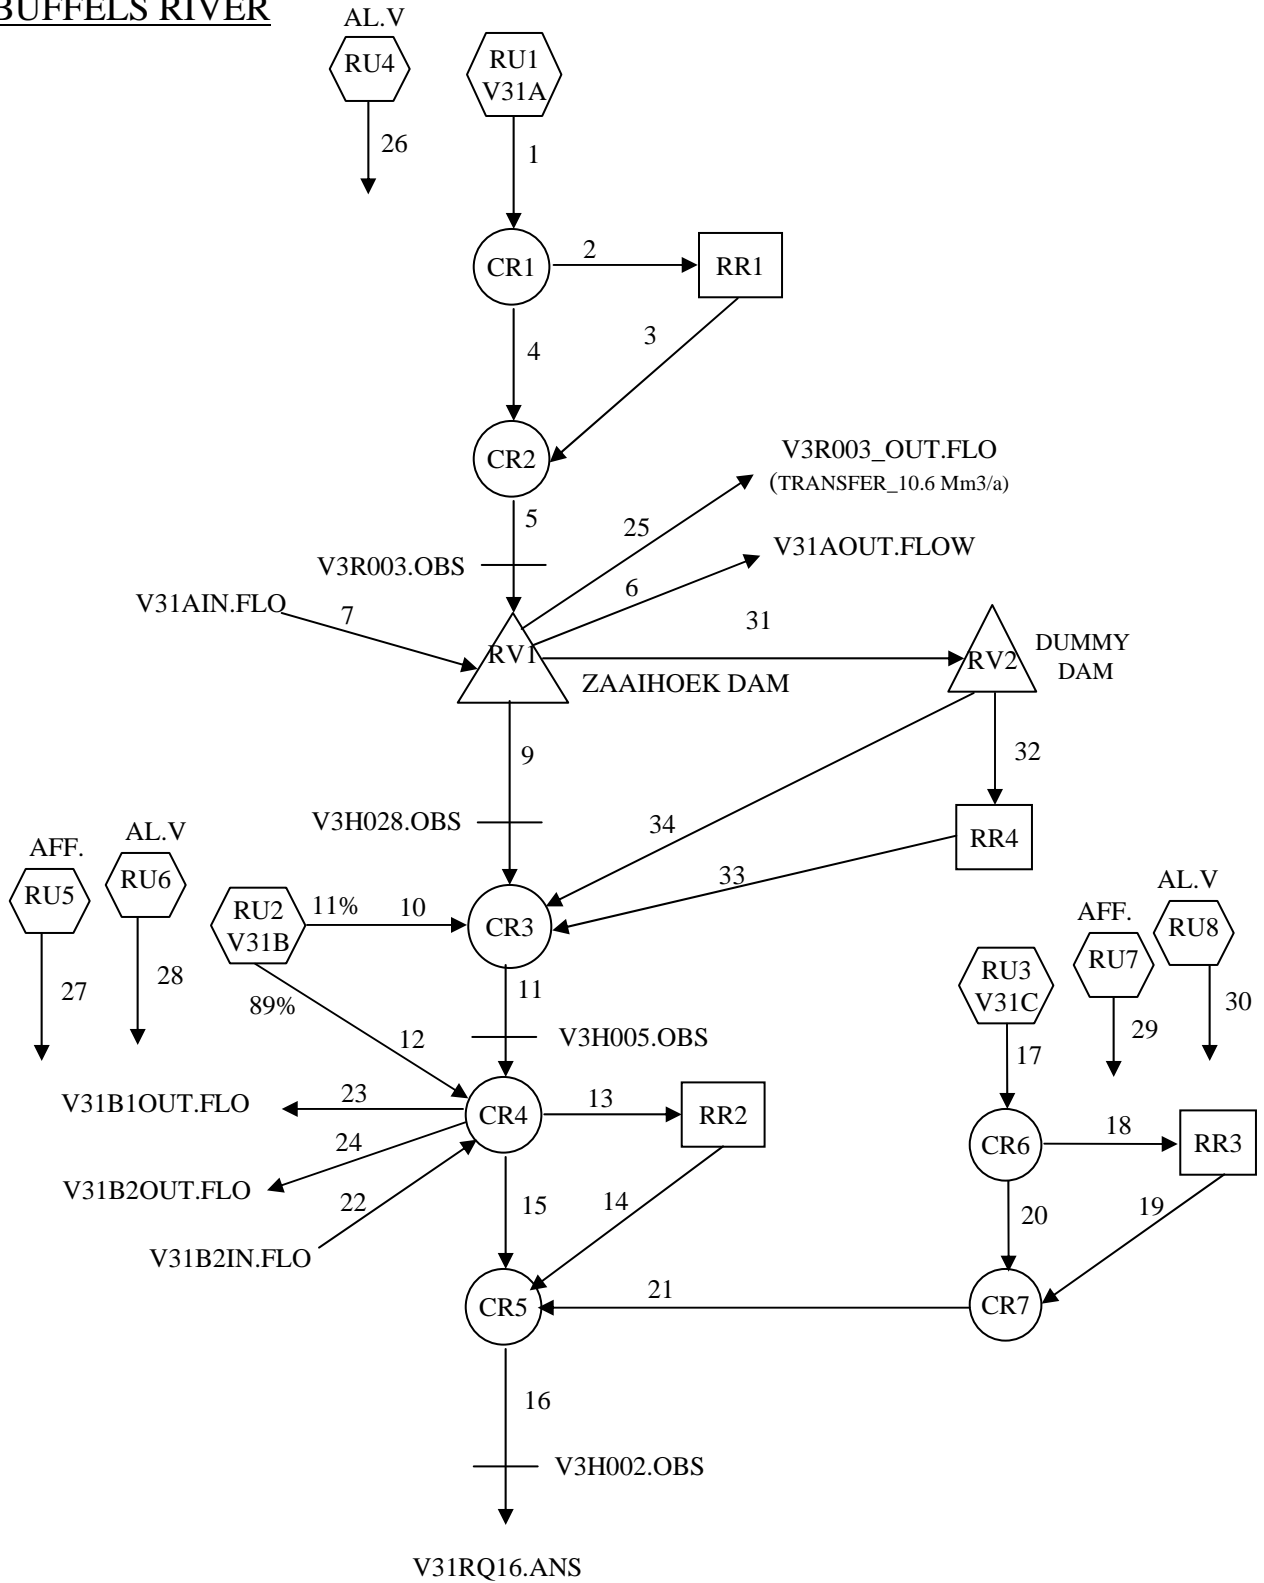 BUFFELS RIVER
AL.V
RU4
RU1
V31A
26
1
CR1
2
RR1
3
4
CR2
V3R003_OUT.FLO
(TRANSFER_10.6 Mm3/a)
5
25
V31AOUT.FLOW
V3R003.OBS
6
V31AIN.FLO
7
31
RV1
RV2
DUMMY
DAM
ZAAIHOEK DAM
9
32
V3H028.OBS
34
RR4
AFF.
AL.V
RU5
RU6
33
11%
10
RU2
V31B
CR3
AL.V
AFF.
RU8
RU7
RU3
V31C
27
28
11
89%
30
29
12
V3H005.OBS
17
V31B1OUT.FLO
23
CR4
13
RR2
24
CR6
18
RR3
V31B2OUT.FLO
22
15
14
20
19
V31B2IN.FLO
21
CR5
CR7
16
V3H002.OBS
V31RQ16.ANS